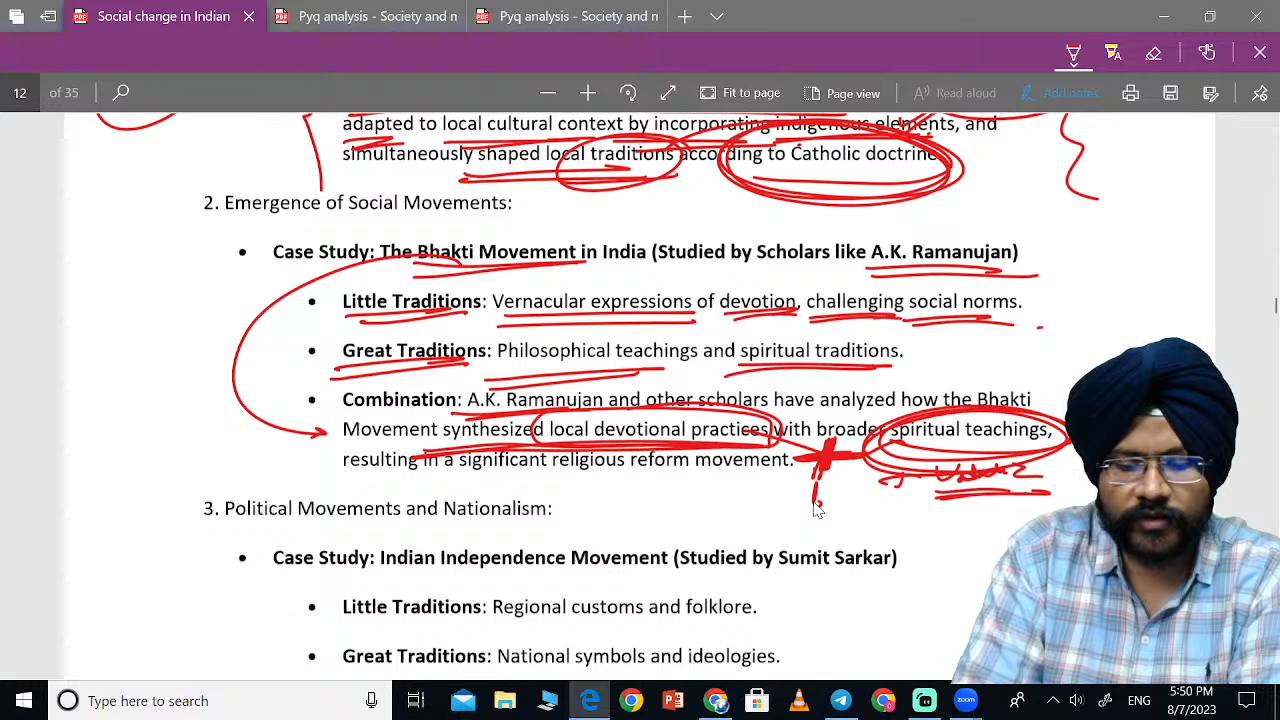 Social change in Indian
Pyq analysis - Society and n
Pyq analysis - Society and n
12 of 35
Fit to page
Page view
Read aloud
Add notes
adapted to local cultural context by incorporating indigenous elements, and
simultaneously shaped local traditions according to Catholic doctrine
2. Emergence of Social Movements:
• Case Study: The Bhakti Movement in India (Studied by Scholars like A.K. Ramanujan)
• Little Traditions: Vernacular expressions of devotion, challenging social norms.
• Great Traditions: Philosophical teachings and spiritual traditions.
• Combination: A.K. Ramanujan and other scholars have analyzed how the Bhakti
Movement synthesized local devotional practices with broader spiritual teachings,
resulting in a significant religious reform movement.
3. Political Movements and Nationalism:
• Case Study: Indian Independence Movement (Studied by Sumit Sarkar)
• Little Traditions: Regional customs and folklore.
• Great Traditions: National symbols and ideologies.
Type here to search
zoom
ENG
5:50 PM
8/7/2023